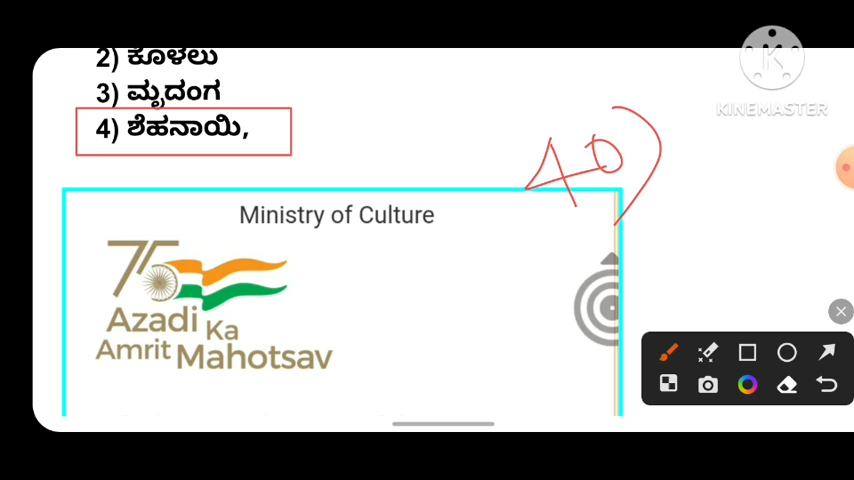 2) ಕೊಳಲು
3) ಮೃದಂಗ
4) ಶೆಹನಾಯಿ,
KINEMASTER
40)
Ministry of Culture
75
Azadi Ka
Amrit Mahotsav